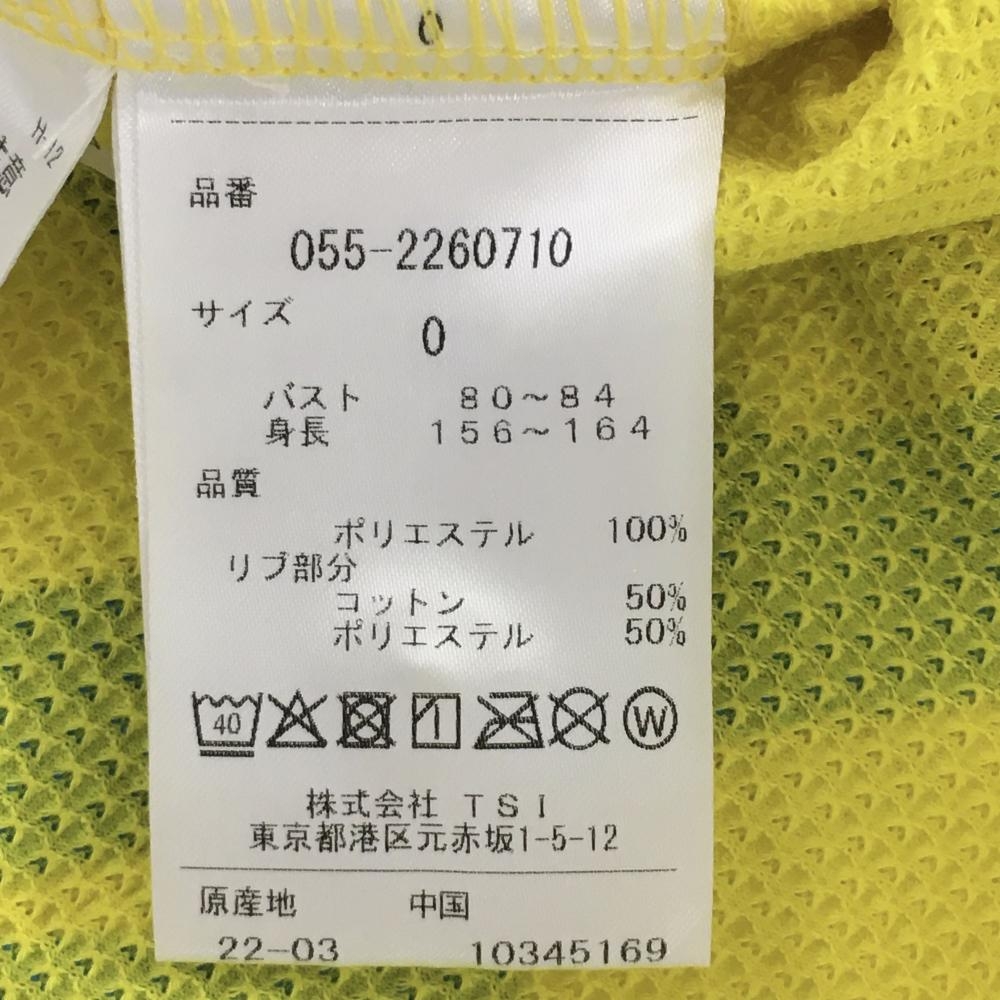 0
品番
055-2260710
サイズ
0
バスト 80～84
身長 156～164
品質
ポリエステル 100%
リブ部分
コットン 50%
ポリエステル 50%
40 W
株式会社 TSI
東京都港区元赤坂1-5-12
原産地 中国
22-03 10345169